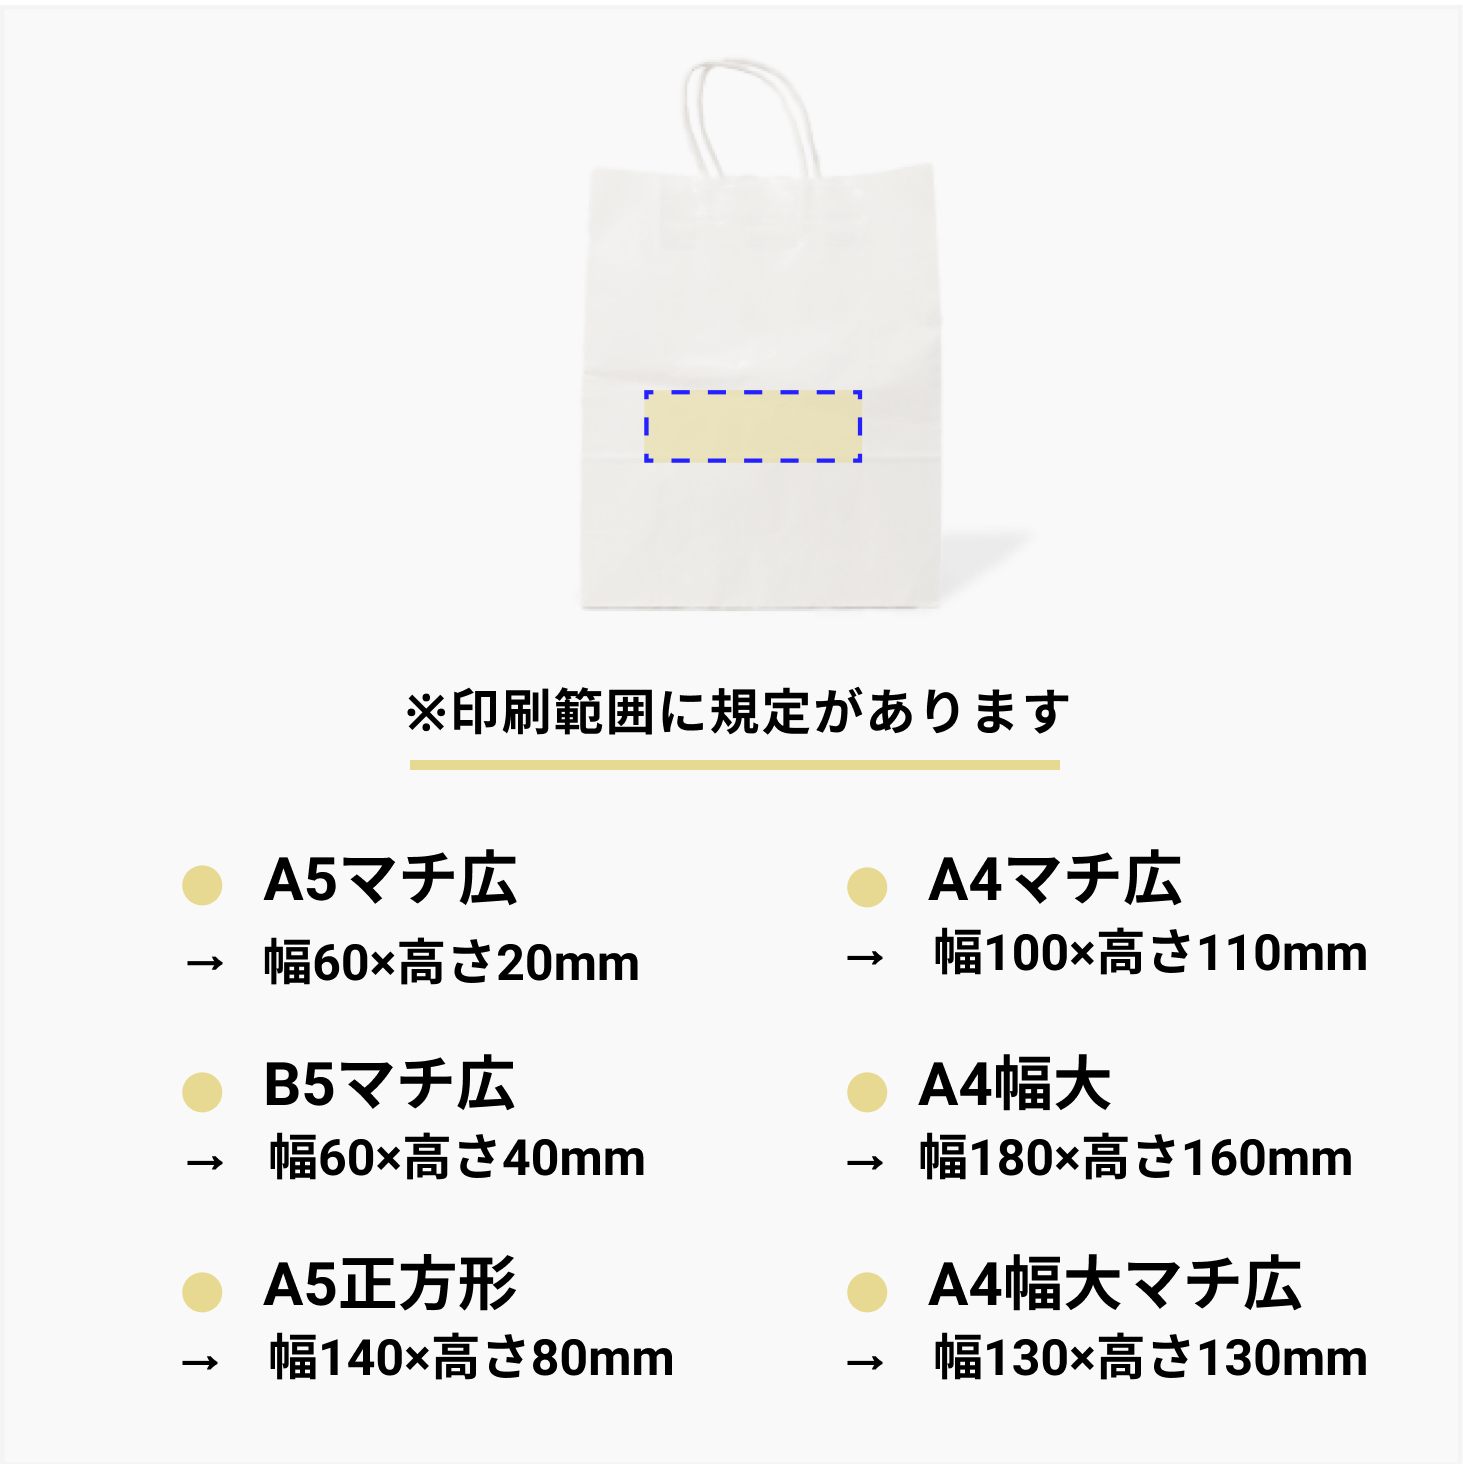 ※印刷範囲に規定があります
A5マチ広
→ 幅60×高さ20mm
B5マチ広
→ 幅60×高さ40mm
A5正方形
→ 幅140×高さ80mm
A4マチ広
→ 幅100×高さ110mm
A4幅大
→ 幅180×高さ160mm
A4幅大マチ広
→ 幅130×高さ130mm